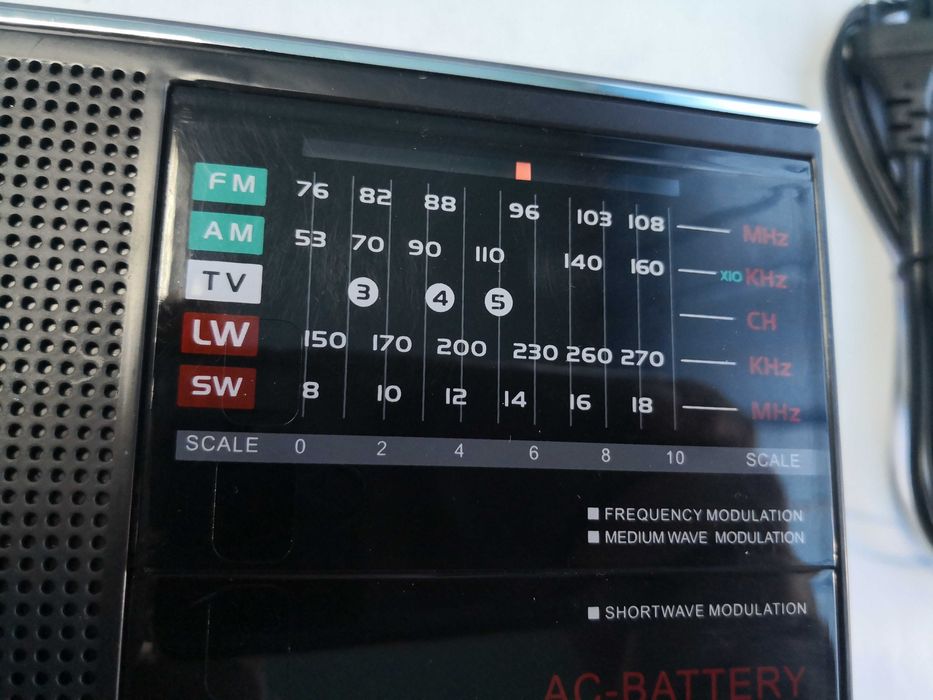 FM 76 82 88 96 103 108 MHz
AM 53 70 90 110 140 160 X10 KHz
TV 3 4 5 CH
LW 150 170 200 230 260 270 KHz
SW 8 10 12 14 16 18 MHz
SCALE 0 2 4 6 8 10 SCALE
FREQUENCY MODULATION
MEDIUM WAVE MODULATION
SHORTWAVE MODULATION
AC-BATTERY